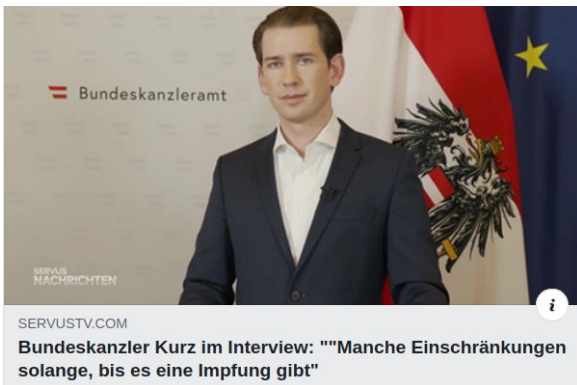 Bundeskanzleramt
SERVUS
NACHRICHTEN
SERVUSTV.COM
Bundeskanzler Kurz im Interview: ""Manche Einschränkungen
solange, bis es eine Impfung gibt"